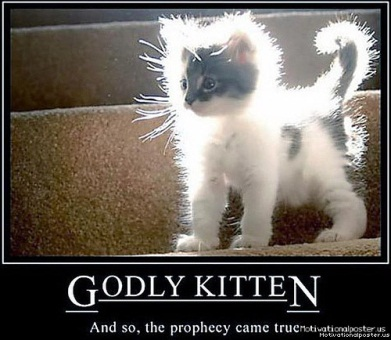 GODLY KITTEN
And so, the prophecy came true
Motivationalposter.us
Motivationalposter.us